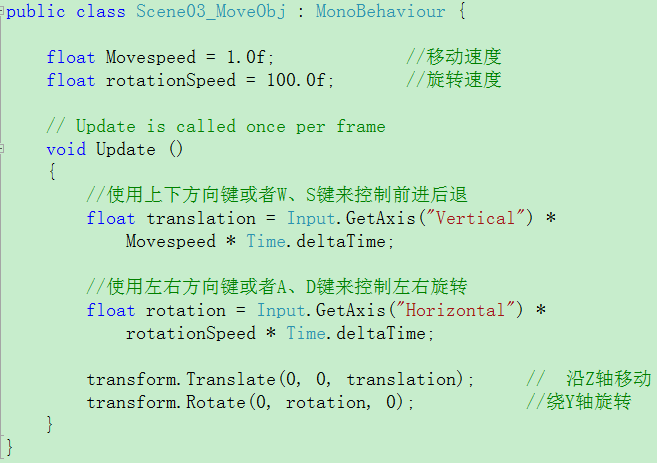 public class Scene03_MoveObj : MonoBehaviour {
float Movespeed = 1.0f; //移动速度
float rotationSpeed = 100.0f; //旋转速度
// Update is called once per frame
void Update ()
{
//使用上下方向键或者W、S键来控制前进后退
float translation = Input.GetAxis("Vertical") *
Movespeed * Time.deltaTime;
//使用左右方向键或者A、D键来控制左右旋转
float rotation = Input.GetAxis("Horizontal") *
rotationSpeed * Time.deltaTime;
transform.Translate(0, 0, translation); // 沿Z轴移动
transform.Rotate(0, rotation, 0); //绕Y轴旋转
}
}